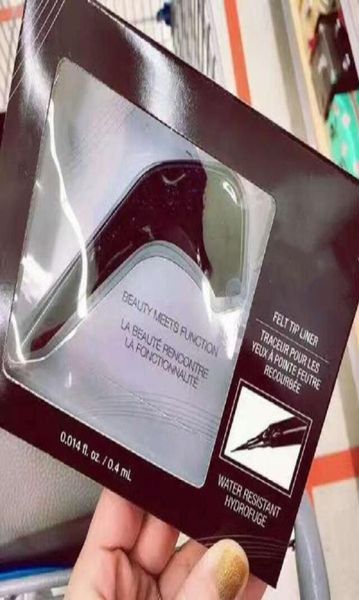 BEAUTY MEETS FUNCTION
LA BEAUTÉ RENCONTRE
LA FONCTIONNALITÉ
0.014 fl. oz. / 0.4 mL
FELT TIP LINER
TRACEUR POUR LES
YEUX À POINTE FEUTRE
RECOURBÉE
WATER RESISTANT
HYDROFUGE